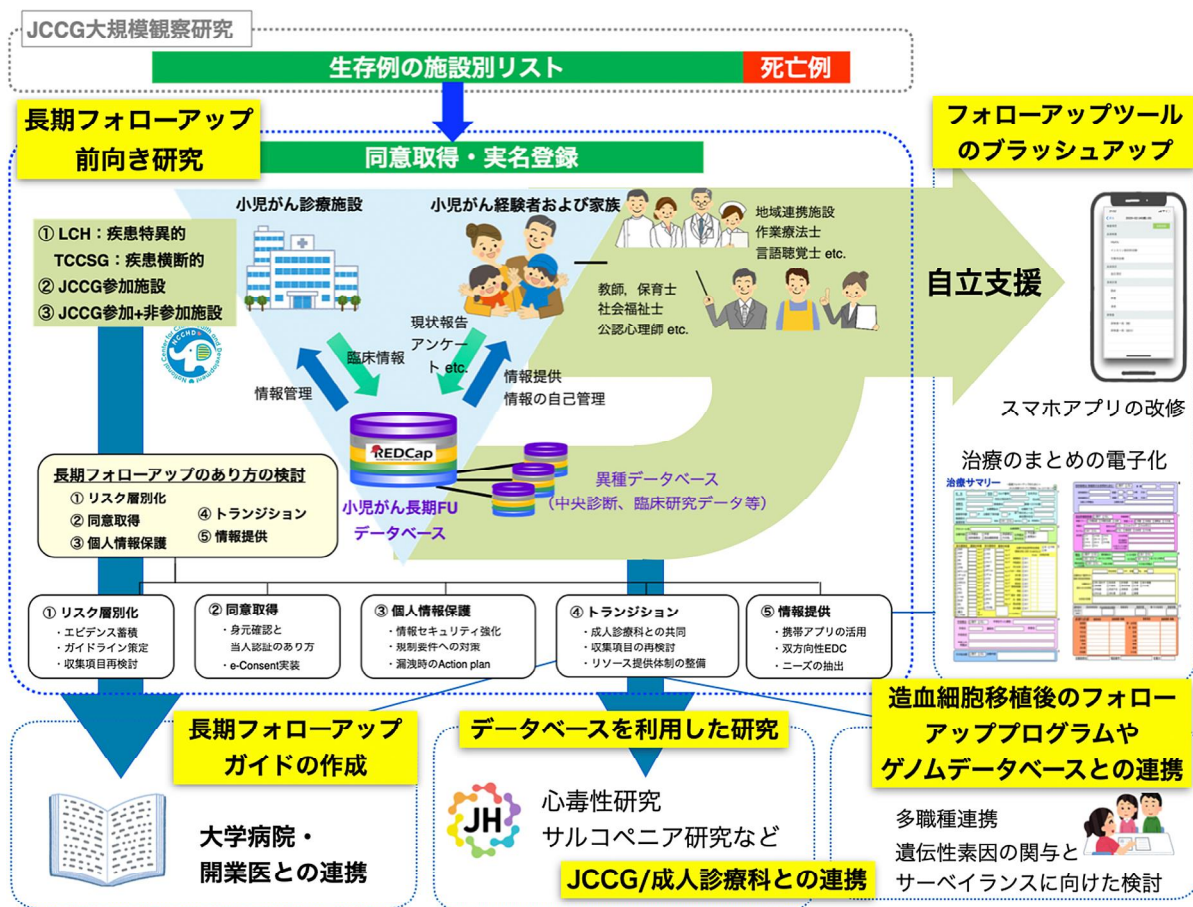 JCCG大規模観察研究
生存例の施設別リスト
死亡例
長期フォローアップ
前向き研究
同意取得・実名登録
フォローアップツール
のブラッシュアップ
小児がん診療施設
小児がん経験者および家族
地域連携施設
作業療法士
言語聴覚士 etc.
① LCH：疾患特異的
TCCSG：疾患横断的
② JCCG参加施設
③ JCCG参加+非参加施設
教師，保育士
社会福祉士
公認心理師 etc.
自立支援
NCCHD
情報管理
臨床情報
現状報告
アンケー
ト etc.
情報提供
情報の自己管理
スマホアプリの改修
REDCap
小児がん長期FU
データベース
異種データベース
（中央診断、臨床研究データ等）
治療のまとめの電子化
治療サマリー
長期フォローアップのあり方の検討
① リスク層別化
② 同意取得
③ 個人情報保護
④ トランジション
⑤ 情報提供
① リスク層別化
・エビデンス蓄積
・ガイドライン策定
・収集項目再検討
② 同意取得
・身元確認と
当人認証のあり方
・e-Consent実装
③ 個人情報保護
・情報セキュリティ強化
・規制要件への対策
・漏洩時のAction plan
④ トランジション
・成人診療科との共同
・収集項目の再検討
・リソース提供体制の整備
⑤ 情報提供
・携帯アプリの活用
・双方向性EDC
・ニーズの抽出
長期フォローアップ
ガイドの作成
大学病院・
開業医との連携
データベースを利用した研究
JH
心毒性研究
サルコペニア研究など
JCCG/成人診療科との連携
造血細胞移植後のフォロー
アッププログラムや
ゲノムデータベースとの連携
多職種連携
遺伝性素因の関与と
サーベイランスに向けた検討